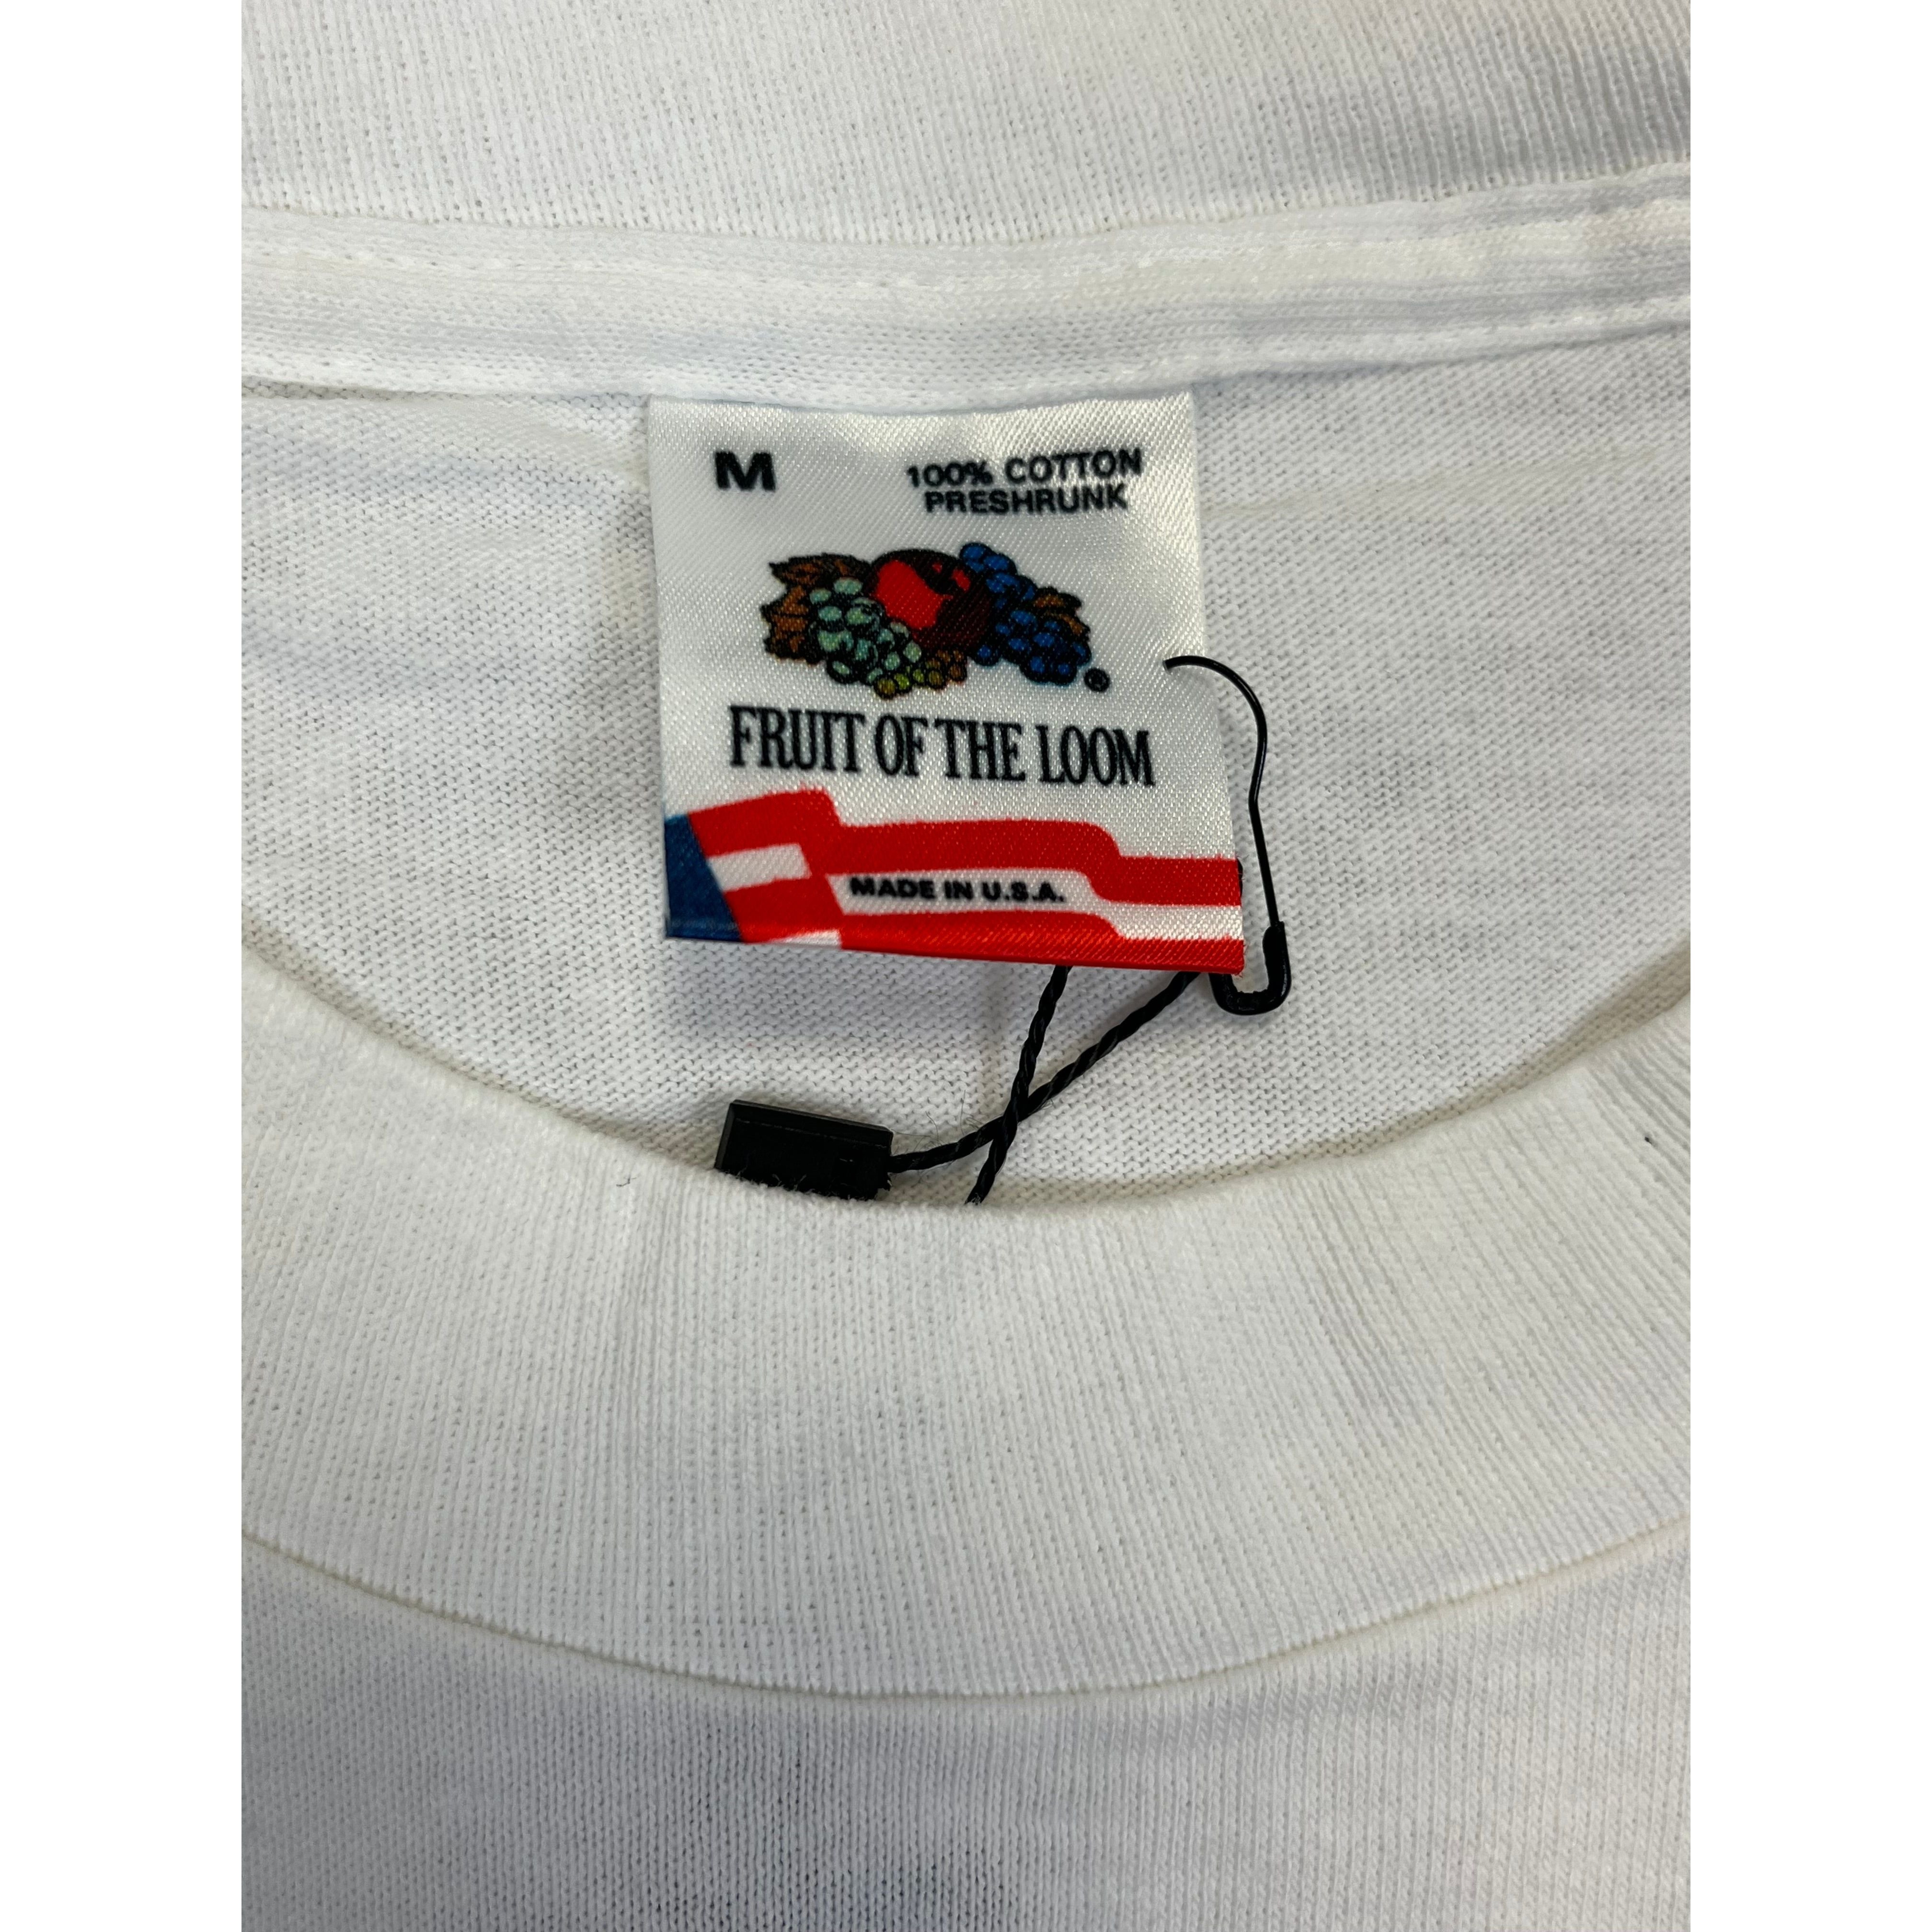 M
100% COTTON
PRESHRUNK
®
FRUIT OF THE LOOM
MADE IN U.S.A.